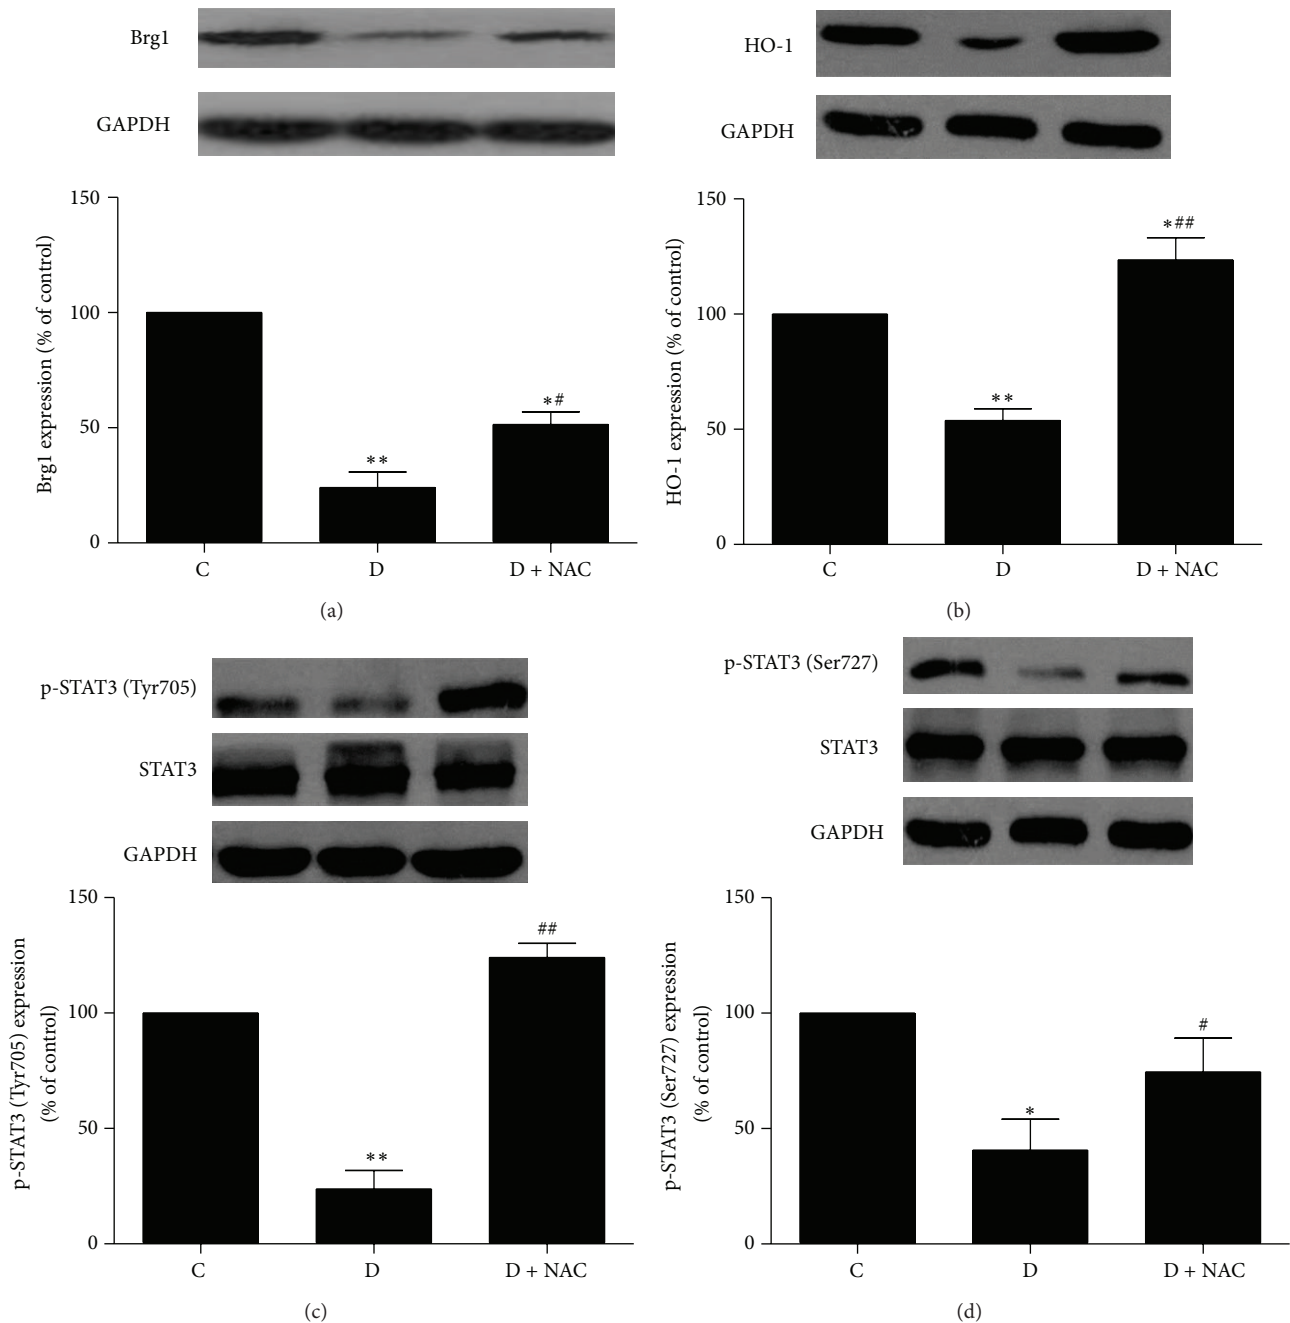 Brg1
GAPDH
150
100
50
0
Brg1 expression (% of control)
**
*#
C D D + NAC
(a)
HO-1
GAPDH
150
100
50
0
HO-1 expression (% of control)
**
*##
C D D + NAC
(b)
p-STAT3 (Tyr705)
STAT3
GAPDH
150
100
50
0
p-STAT3 (Tyr705) expression
(% of control)
**
##
C D D + NAC
(c)
p-STAT3 (Ser727)
STAT3
GAPDH
150
100
50
0
p-STAT3 (Ser727) expression
(% of control)
*
#
C D D + NAC
(d)